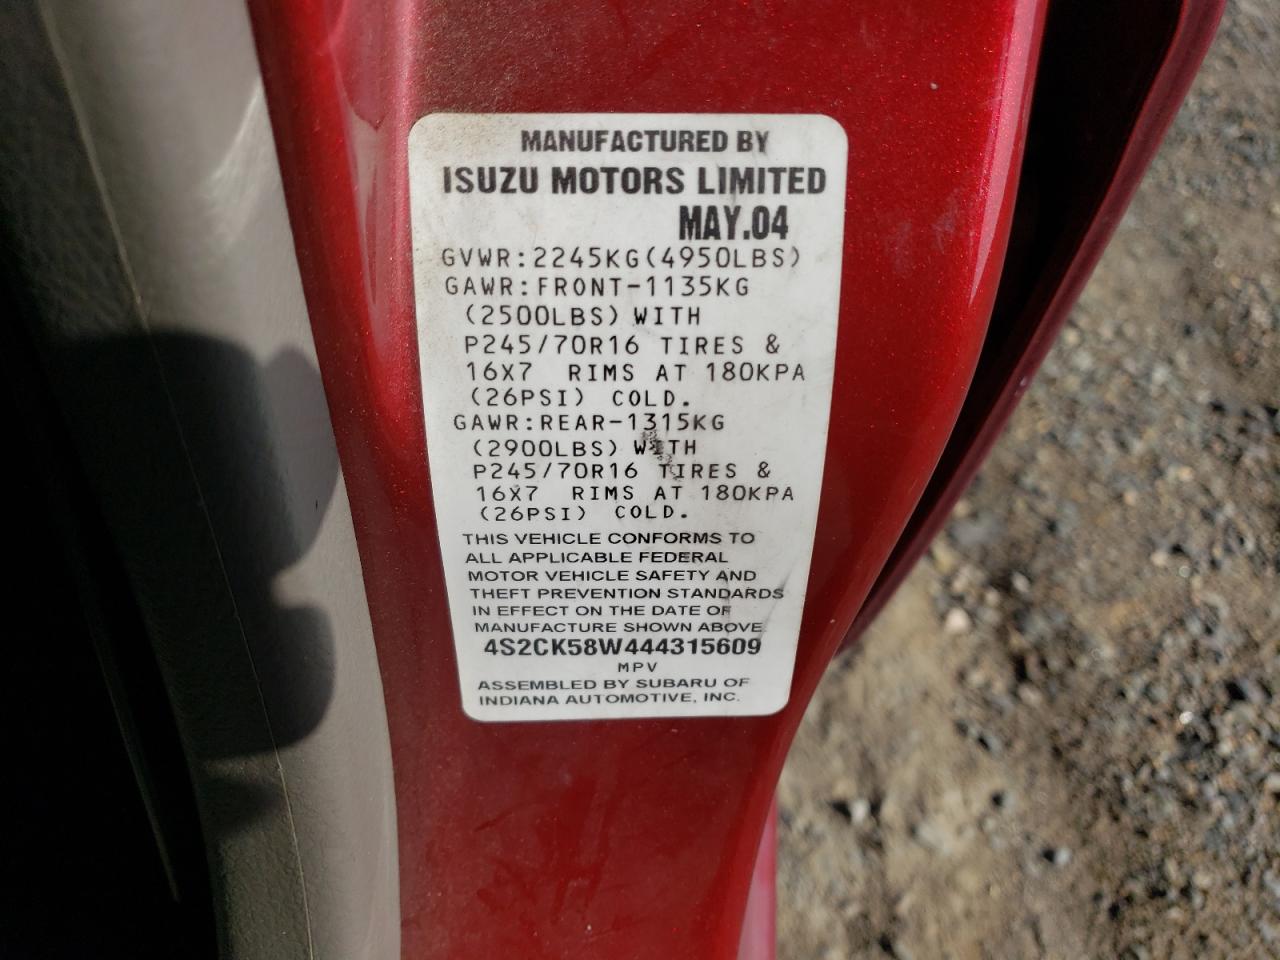 MANUFACTURED BY
ISUZU MOTORS LIMITED
MAY.04
GVWR:2245KG(4950LBS)
GAWR:FRONT-1135KG
(2500LBS) WITH
P245/70R16 TIRES &
16X7 RIMS AT 180KPA
(26PSI) COLD.
GAWR:REAR-1315KG
(2900LBS) WITH
P245/70R16 TIRES &
16X7 RIMS AT 180KPA
(26PSI) COLD.
THIS VEHICLE CONFORMS TO
ALL APPLICABLE FEDERAL
MOTOR VEHICLE SAFETY AND
THEFT PREVENTION STANDARDS
IN EFFECT ON THE DATE OF
MANUFACTURE SHOWN ABOVE
4S2CK58W444315609
MPV
ASSEMBLED BY SUBARU OF
INDIANA AUTOMOTIVE, INC.